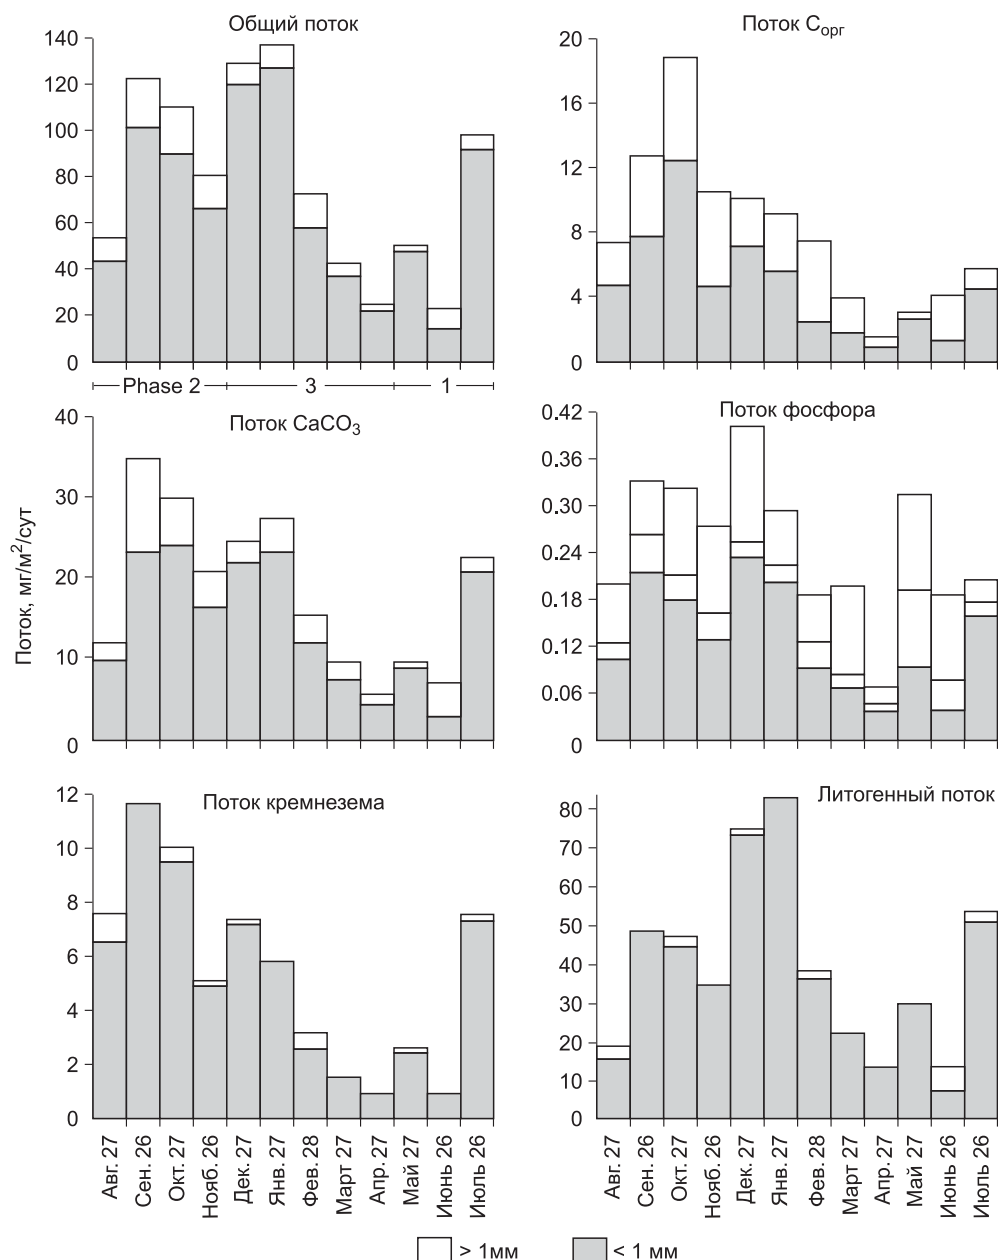 Общий поток
140
120
100
80
60
40
20
0
Phase 2 3 1
Поток Cорг
20
16
12
8
4
0
Поток, мг/м²/сут
Поток CaCO₃
40
30
20
10
0
Поток фосфора
0.42
0.36
0.30
0.24
0.18
0.12
0.06
0
Поток кремнезема
12
10
8
6
4
2
0
Литогенный поток
80
70
60
50
40
30
20
10
0
Авг. 27
Сен. 26
Окт. 27
Нояб. 26
Дек. 27
Янв. 27
Фев. 28
Март 27
Апр. 27
Май 27
Июнь 26
Июль 26
Авг. 27
Сен. 26
Окт. 27
Нояб. 26
Дек. 27
Янв. 27
Фев. 28
Март 27
Апр. 27
Май 27
Июнь 26
Июль 26
> 1мм < 1 мм